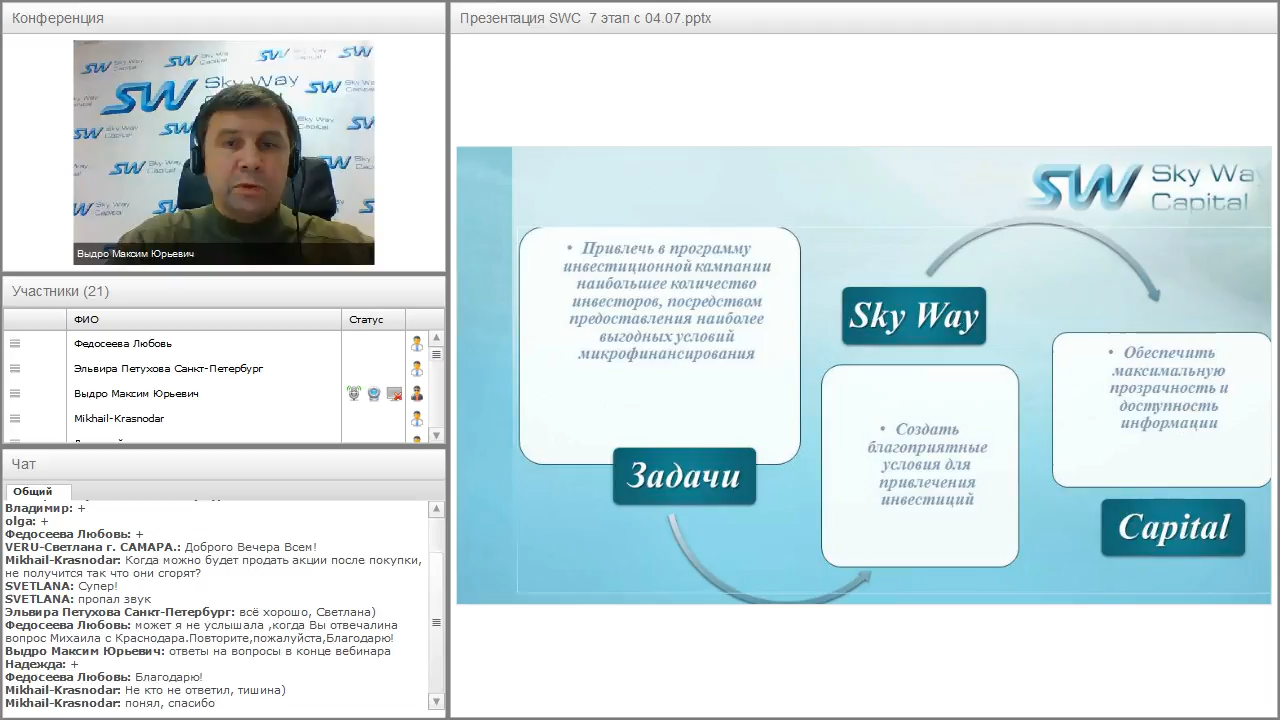 Конференция
Sky Way
Выдро Максим Юрьевич
Участники (21)
ФИО
Статус
Федосеева Любовь
Эльвира Петухова Санкт-Петербург
Выдро Максим Юрьевич
Mikhail-Krasnodar
Чат
Общий
Владимир: +
olga: +
Федосеева Любовь: +
VERU-Светлана г. САМАРА.: Доброго Вечера Всем!
Mikhail-Krasnodar: Когда можно будет продать акции после покупки,
не получится так что они сгорят?
SVETLANA: Супер!
SVETLANA: пропал звук
Эльвира Петухова Санкт-Петербург: всё хорошо, Светлана)
Федосеева Любовь: может я не услышала ,когда Вы отвечалина
вопрос Михаила с Краснодара.Повторите,пожалуйста,Благодарю!
Выдро Максим Юрьевич: ответы на вопросы в конце вебинара
Надежда: +
Федосеева Любовь: Благодарю!
Mikhail-Krasnodar: Не кто не ответил, тишина)
Mikhail-Krasnodar: понял, спасибо
Презентация SWC 7 этап с 04.07.pptx
SW Sky Wa
Capital
• Привлечь в программу
инвестиционной кампании
наибольшее количество
инвесторов, посредством
предоставления наиболее
выгодных условий
микрофинансирования
Задачи
Sky Way
• Создать
благоприятные
условия для
привлечения
инвестиций
• Обеспечить
максимальную
прозрачность и
доступность
информации
Capital